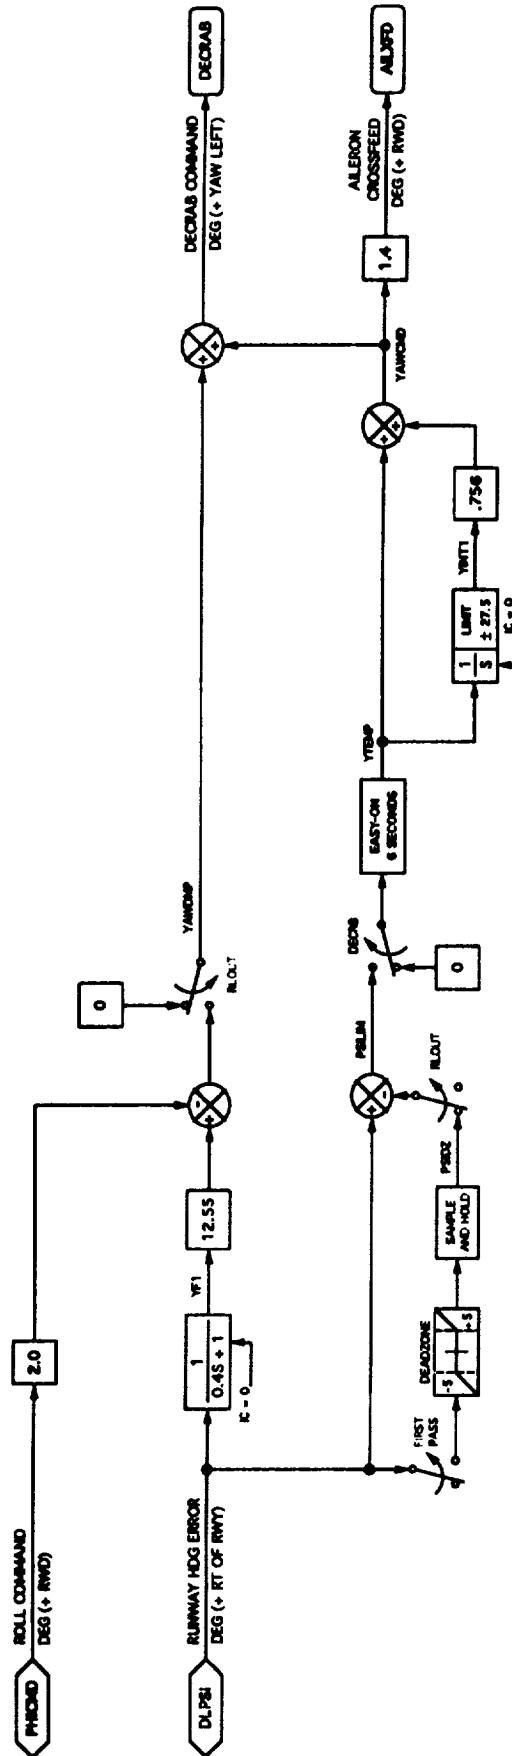 PHICMD
ROLL COMMAND
DEG (+ RWD)
2.0
DLPSI
RUNWAY HDG ERROR
DEG (+ RT OF RWY)
1
0.4S + 1
IC = 0
YF1
12.55
-
+
0
RLOUT
YAWDMP
+
+
DECRAB COMMAND
DEG (+ YAW LEFT)
DECRAB
FIRST
PASS
DEADZONE
-5
+5
SAMPLE
AND HOLD
PSIDZ
RLOUT
+
-
PSILIM
DECRB
0
EASY-ON
6 SECONDS
YTEMP
1
S
LIMIT
± 27.5
IC = 0
YINT1
.756
+
+
YAWCMD
1.4
AILERON
CROSSFEED
DEG (+ RWD)
AILXFD